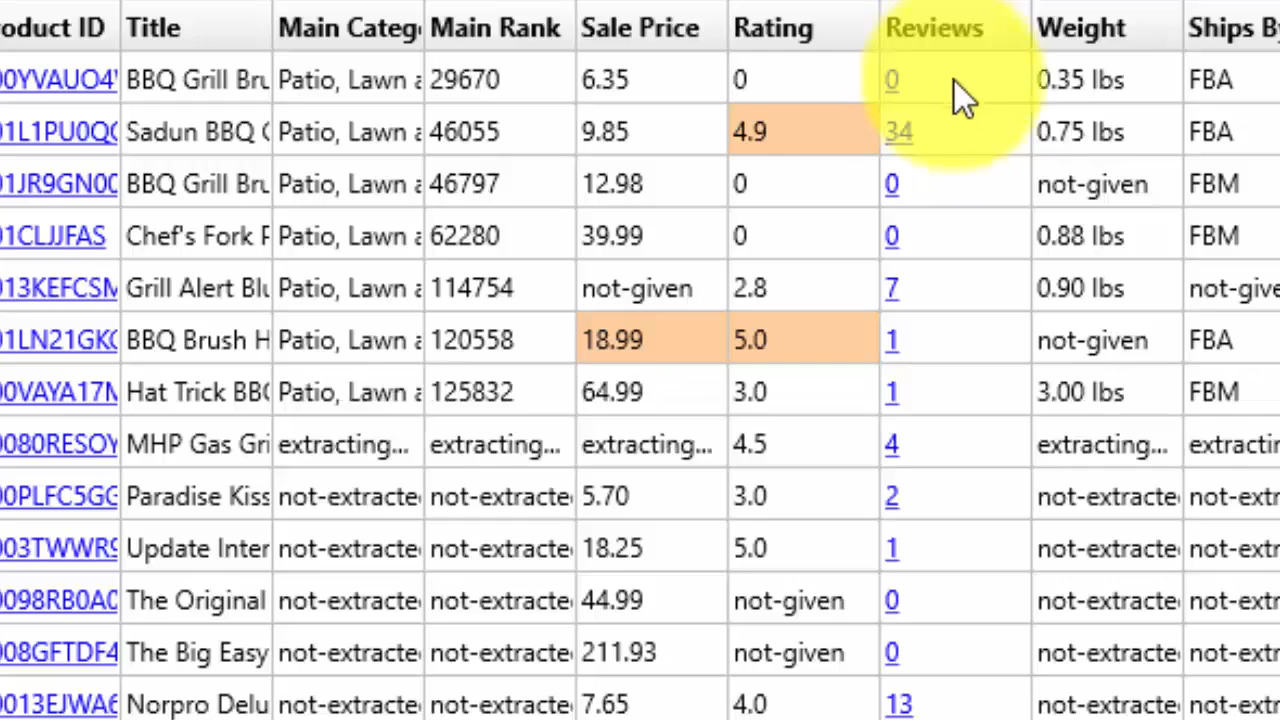 oduct ID Title Main Categ Main Rank Sale Price Rating Reviews Weight Ships By
00YVAUO4 BBQ Grill Bru Patio, Lawn a 29670 6.35 0 0 0.35 lbs FBA
01L1PU0Q Sadun BBQ Patio, Lawn a 46055 9.85 4.9 34 0.75 lbs FBA
01JR9GN00 BBQ Grill Bru Patio, Lawn a 46797 12.98 0 0 not-given FBM
01CLJJFAS Chef's Fork F Patio, Lawn a 62280 39.99 0 0 0.88 lbs FBM
013KEFCSM Grill Alert Blu Patio, Lawn a 114754 not-given 2.8 7 0.90 lbs not-give
01LN21GK BBQ Brush H Patio, Lawn a 120558 18.99 5.0 1 not-given FBA
00VAYA17 Hat Trick BBQ Patio, Lawn a 125832 64.99 3.0 1 3.00 lbs FBM
0080RESOY MHP Gas Gri extracting... extracting... extracting... 4.5 4 extracting... extractin
00PLFC5GG Paradise Kiss not-extracte not-extracte 5.70 3.0 2 not-extracte not-extr
003TWWR9 Update Inter not-extracte not-extracte 18.25 5.0 1 not-extracte not-extr
0098RB0A0 The Original not-extracte not-extracte 44.99 not-given 0 not-extracte not-extr
008GFTDF4 The Big Easy not-extracte not-extracte 211.93 not-given 0 not-extracte not-extr
0013EJWA6 Norpro Delu not-extracte not-extracte 7.65 4.0 13 not-extracte not-extr